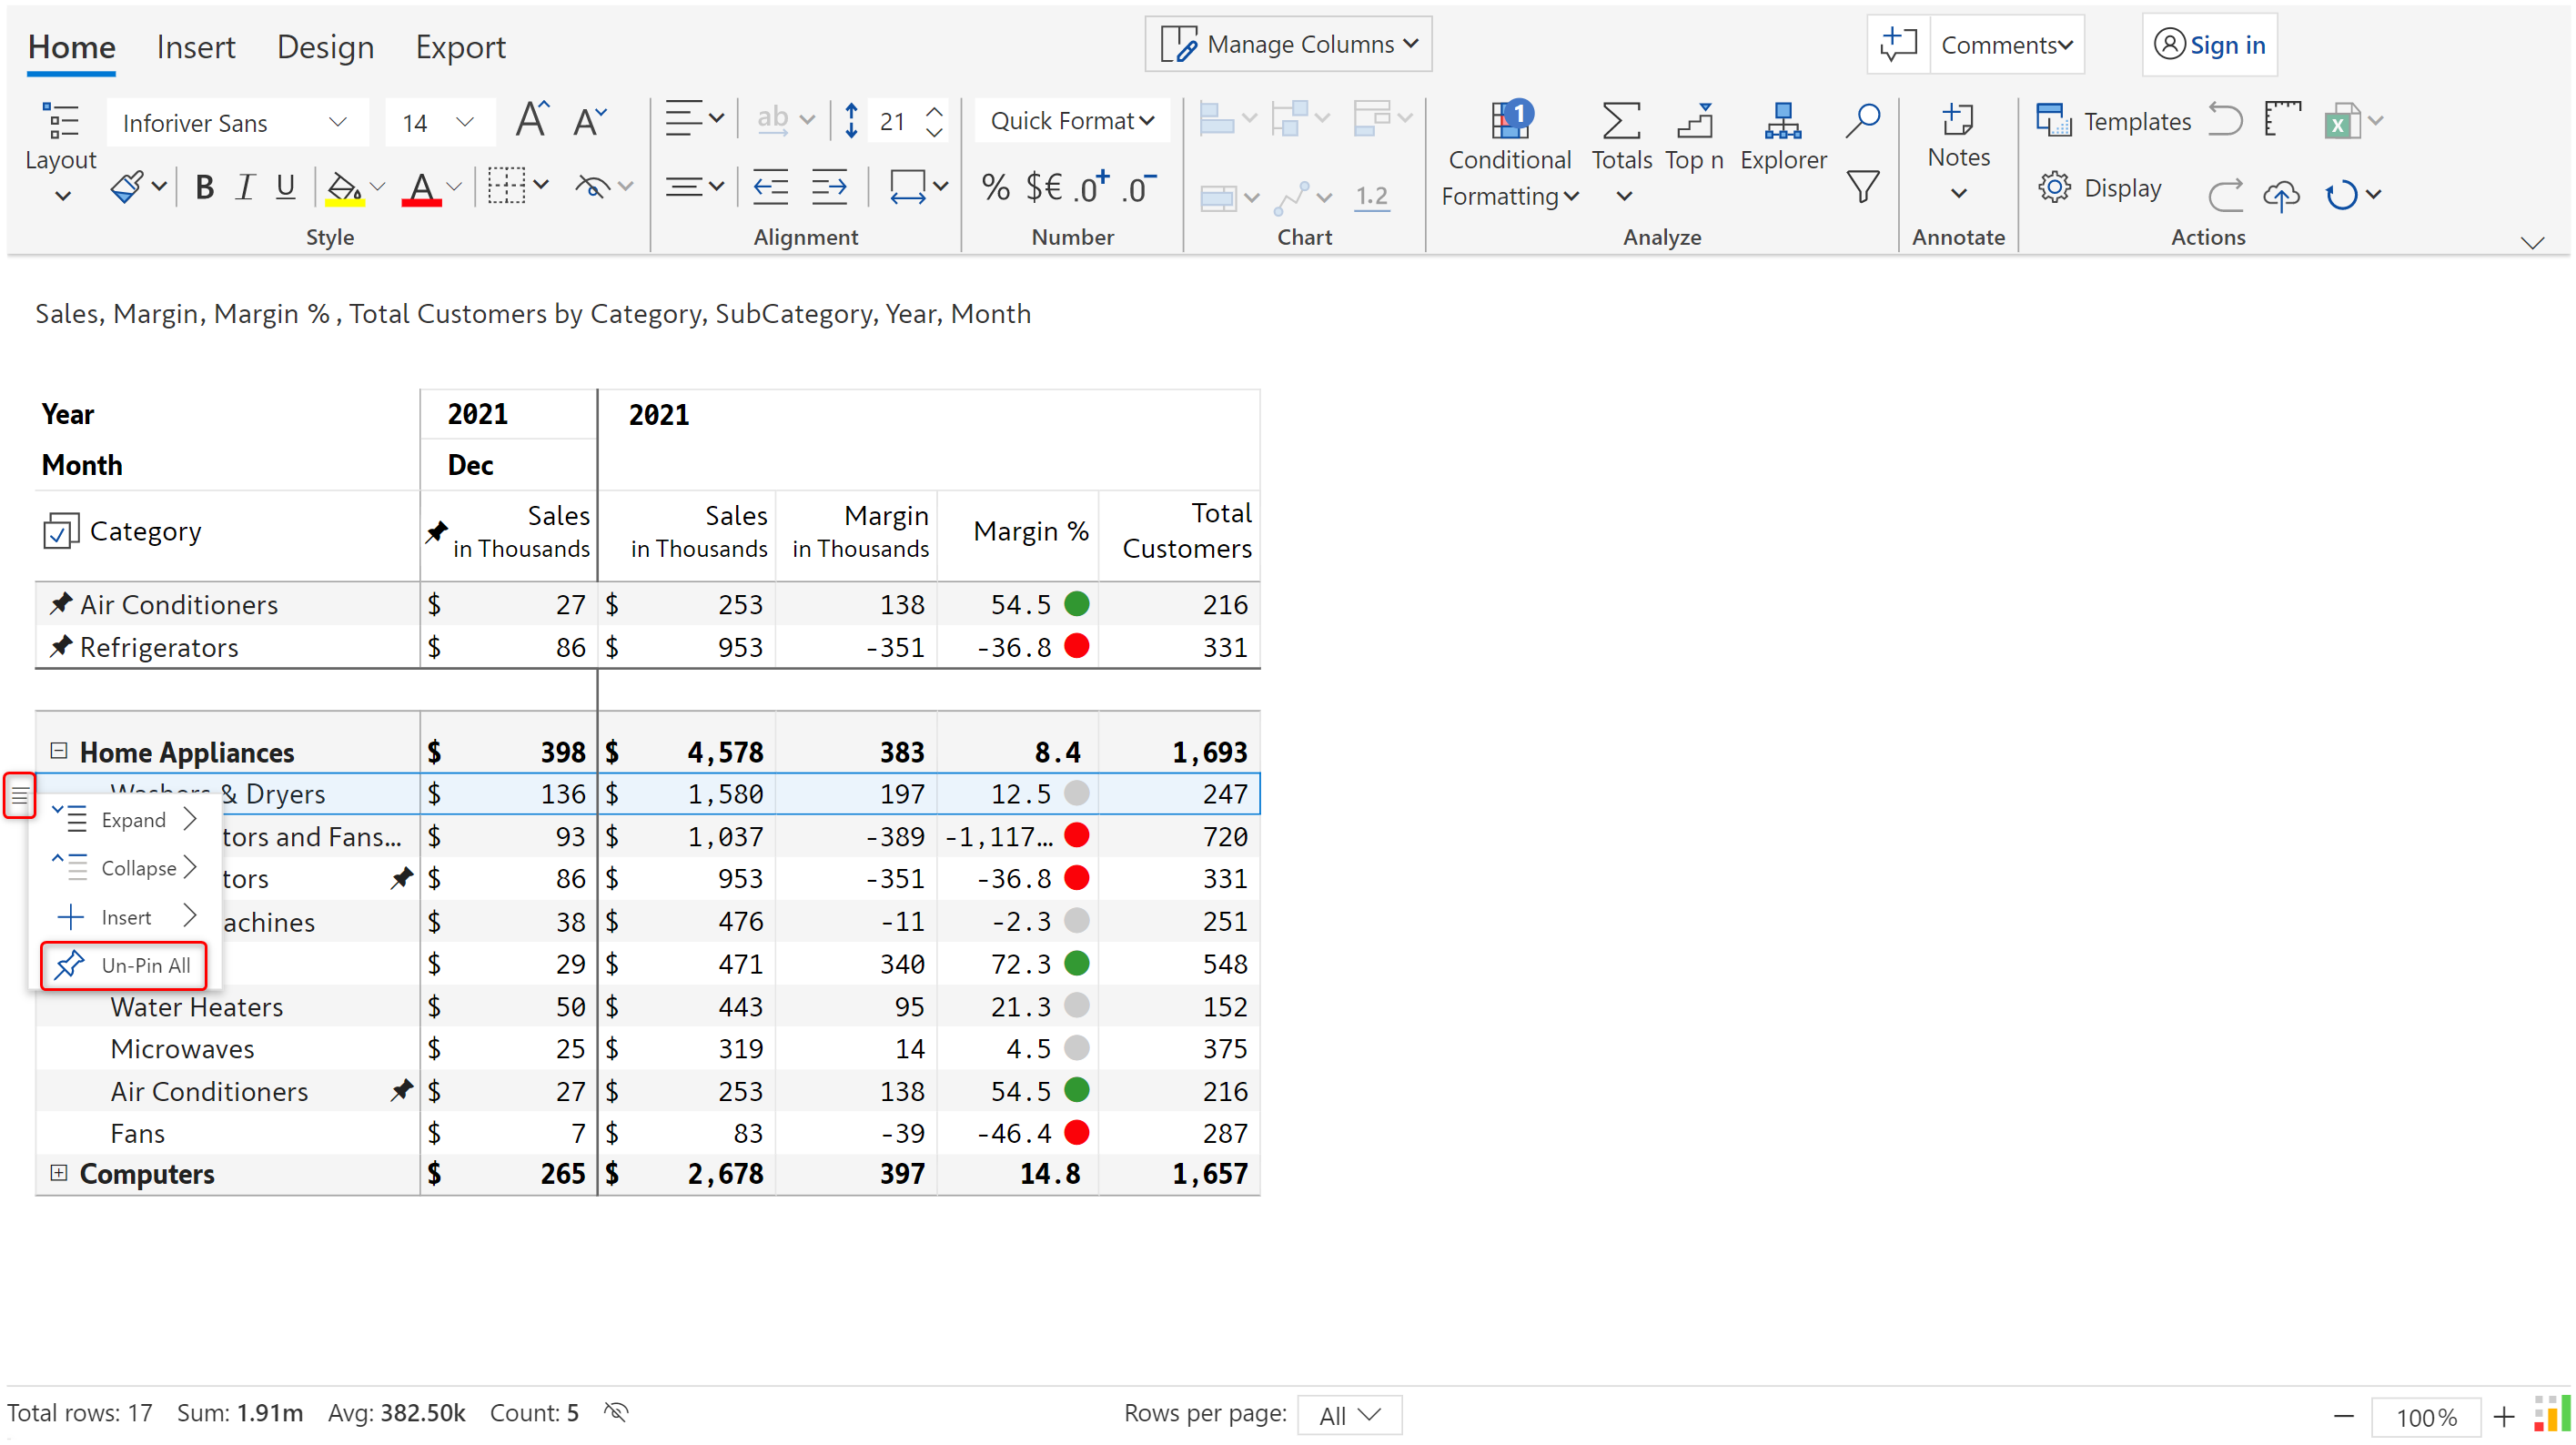 Home Insert Design Export Manage Columns Comments Sign in
Inforiver Sans 14 ab 21 Quick Format 1 Templates
Layout Conditional Totals Top n Explorer Notes
B I U A % $€ .0+ .0- 1.2 Formatting Display
Style Alignment Number Chart Analyze Annotate Actions
Sales, Margin, Margin % , Total Customers by Category, SubCategory, Year, Month
Year 2021 2021
Month Dec
Category Sales in Thousands Sales in Thousands Margin in Thousands Margin % Total Customers
Air Conditioners $ 27 $ 253 138 54.5 216
Refrigerators $ 86 $ 953 -351 -36.8 331
Home Appliances $ 398 $ 4,578 383 8.4 1,693
Washers & Dryers $ 136 $ 1,580 197 12.5 247
Expand
tors and Fans... $ 93 $ 1,037 -389 -1,117... 720
Collapse tors $ 86 $ 953 -351 -36.8 331
Insert achines $ 38 $ 476 -11 -2.3 251
Un-Pin All $ 29 $ 471 340 72.3 548
Water Heaters $ 50 $ 443 95 21.3 152
Microwaves $ 25 $ 319 14 4.5 375
Air Conditioners $ 27 $ 253 138 54.5 216
Fans $ 7 $ 83 -39 -46.4 287
Computers $ 265 $ 2,678 397 14.8 1,657
Total rows: 17 Sum: 1.91m Avg: 382.50k Count: 5 Rows per page: All 100%